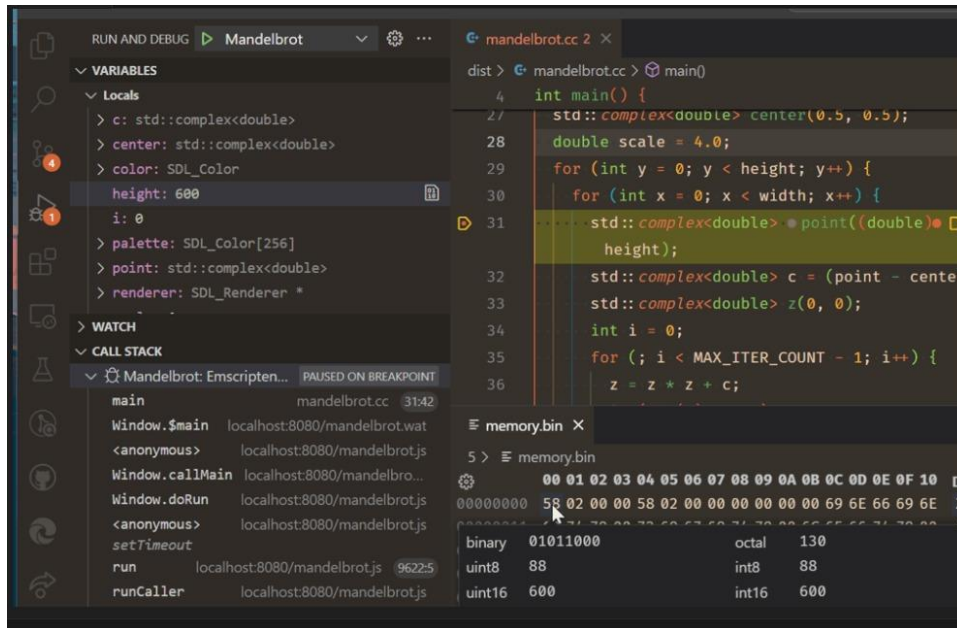 RUN AND DEBUG Mandelbrot
VARIABLES
Locals
c: std::complex<double>
center: std::complex<double>
color: SDL_Color
height: 600
i: 0
palette: SDL_Color[256]
point: std::complex<double>
renderer: SDL_Renderer *
WATCH
CALL STACK
Mandelbrot: Emscripten... PAUSED ON BREAKPOINT
main mandelbrot.cc 31:42
Window.$main localhost:8080/mandelbrot.wat
<anonymous> localhost:8080/mandelbrot.js
Window.callMain localhost:8080/mandelbro...
Window.doRun localhost:8080/mandelbrot.js
<anonymous> localhost:8080/mandelbrot.js
setTimeout
run localhost:8080/mandelbrot.js 9622:5
runCaller localhost:8080/mandelbrot.js
4
1
mandelbrot.cc 2
dist > mandelbrot.cc > main()
4 int main() {
27 std::complex<double> center(0.5, 0.5);
28 double scale = 4.0;
29 for (int y = 0; y < height; y++) {
30 for (int x = 0; x < width; x++) {
31 std::complex<double> point((double)
height);
32 std::complex<double> c = (point - cente
33 std::complex<double> z(0, 0);
34 int i = 0;
35 for (; i < MAX_ITER_COUNT - 1; i++) {
36 z = z * z + c;
memory.bin
5 > memory.bin
00 01 02 03 04 05 06 07 08 09 0A 0B 0C 0D 0E 0F 10
00000000 58 02 00 00 58 02 00 00 00 00 00 00 69 6E 66 69 6E
binary 01011000 octal 130
uint8 88 int8 88
uint16 600 int16 600